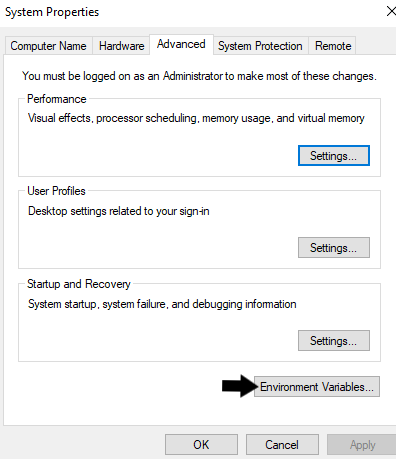 System Properties
Computer Name Hardware Advanced System Protection Remote
You must be logged on as an Administrator to make most of these changes.
Performance
Visual effects, processor scheduling, memory usage, and virtual memory
Settings...
User Profiles
Desktop settings related to your sign-in
Settings...
Startup and Recovery
System startup, system failure, and debugging information
Settings...
Environment Variables...
OK Cancel Apply